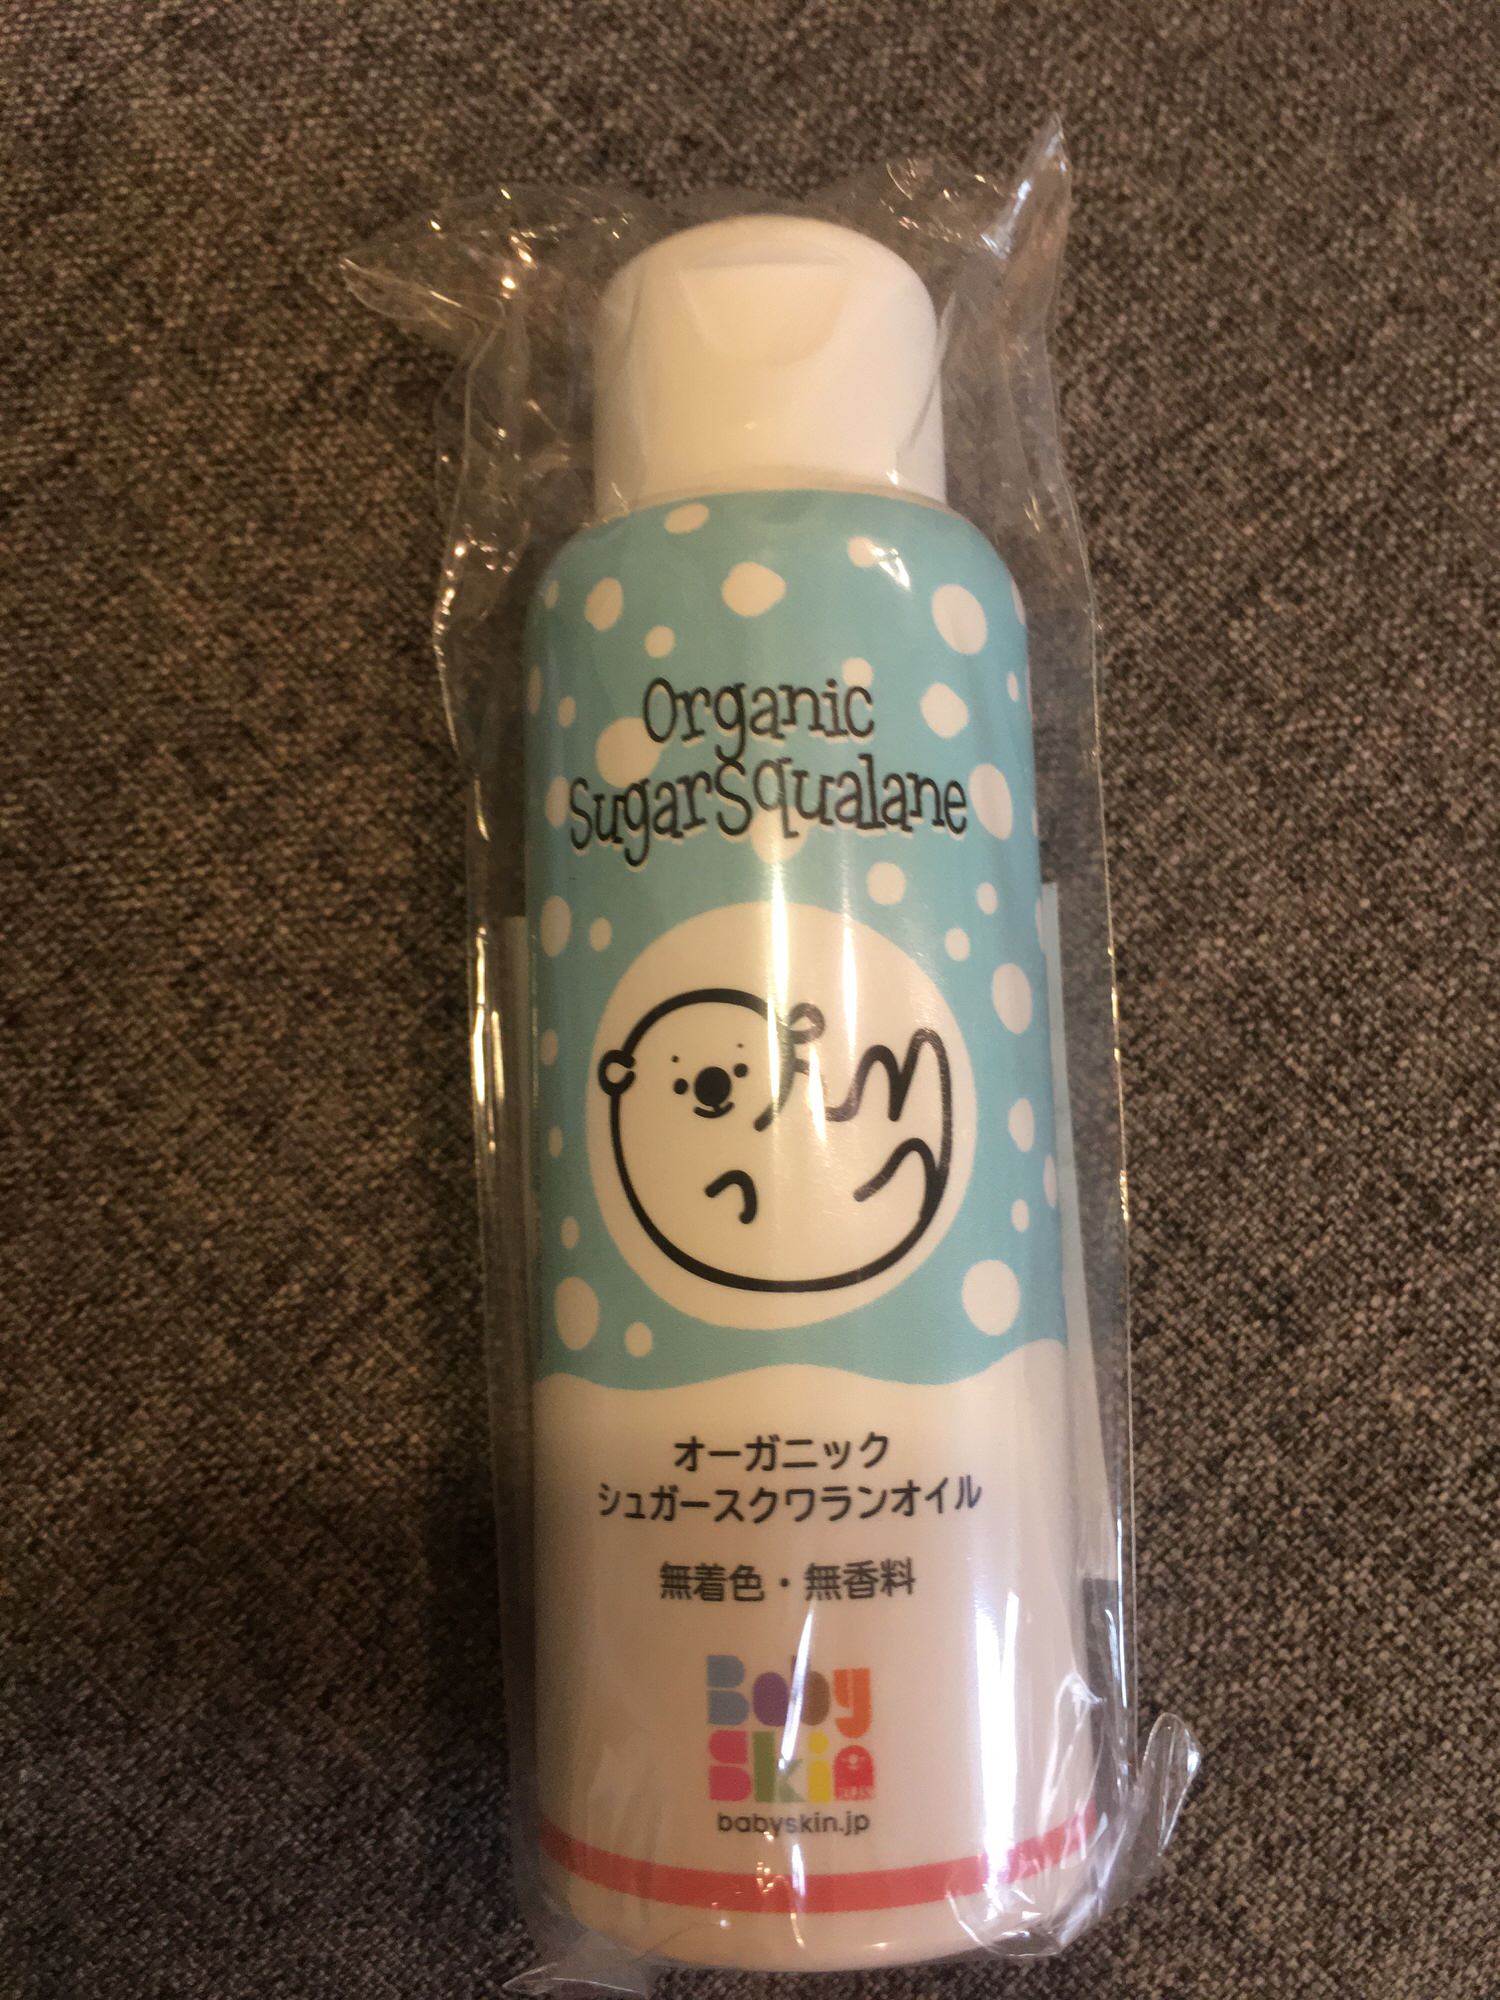 Organic
SugarSqualane
オーガニック
シュガースクワランオイル
無着色・無香料
Baby
Skin
babyskin.jp